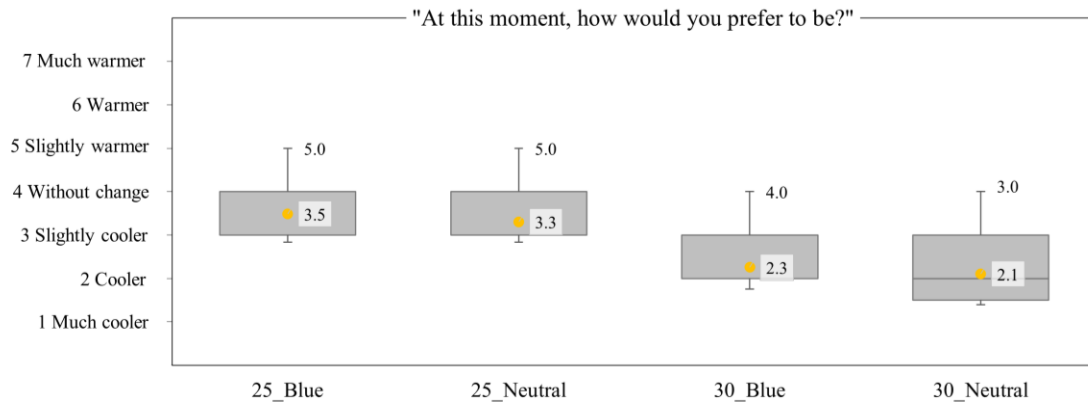 "At this moment, how would you prefer to be?"
7 Much warmer
6 Warmer
5 Slightly warmer
4 Without change
3 Slightly cooler
2 Cooler
1 Much cooler
5.0
5.0
4.0
3.0
3.5
3.3
2.3
2.1
25_Blue
25_Neutral
30_Blue
30_Neutral